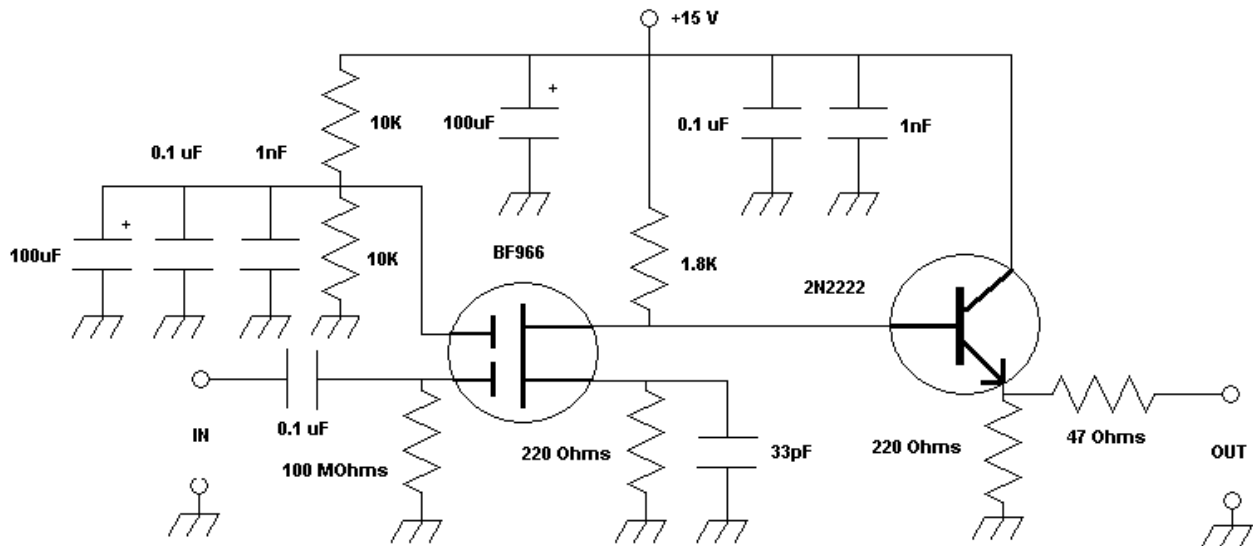 +15 V
+
10K
100uF
0.1 uF
1nF
0.1 uF
1nF
+
100uF
10K
BF966
1.8K
2N2222
IN
0.1 uF
100 MOhms
220 Ohms
33pF
220 Ohms
47 Ohms
OUT